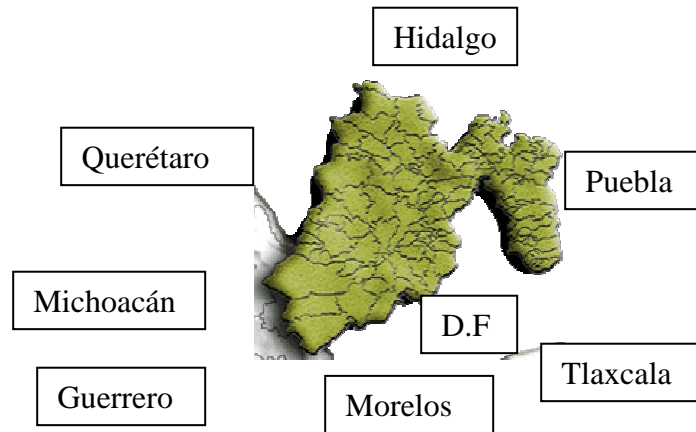 Hidalgo
Querétaro
Puebla
Michoacán
D.F
Tlaxcala
Guerrero
Morelos